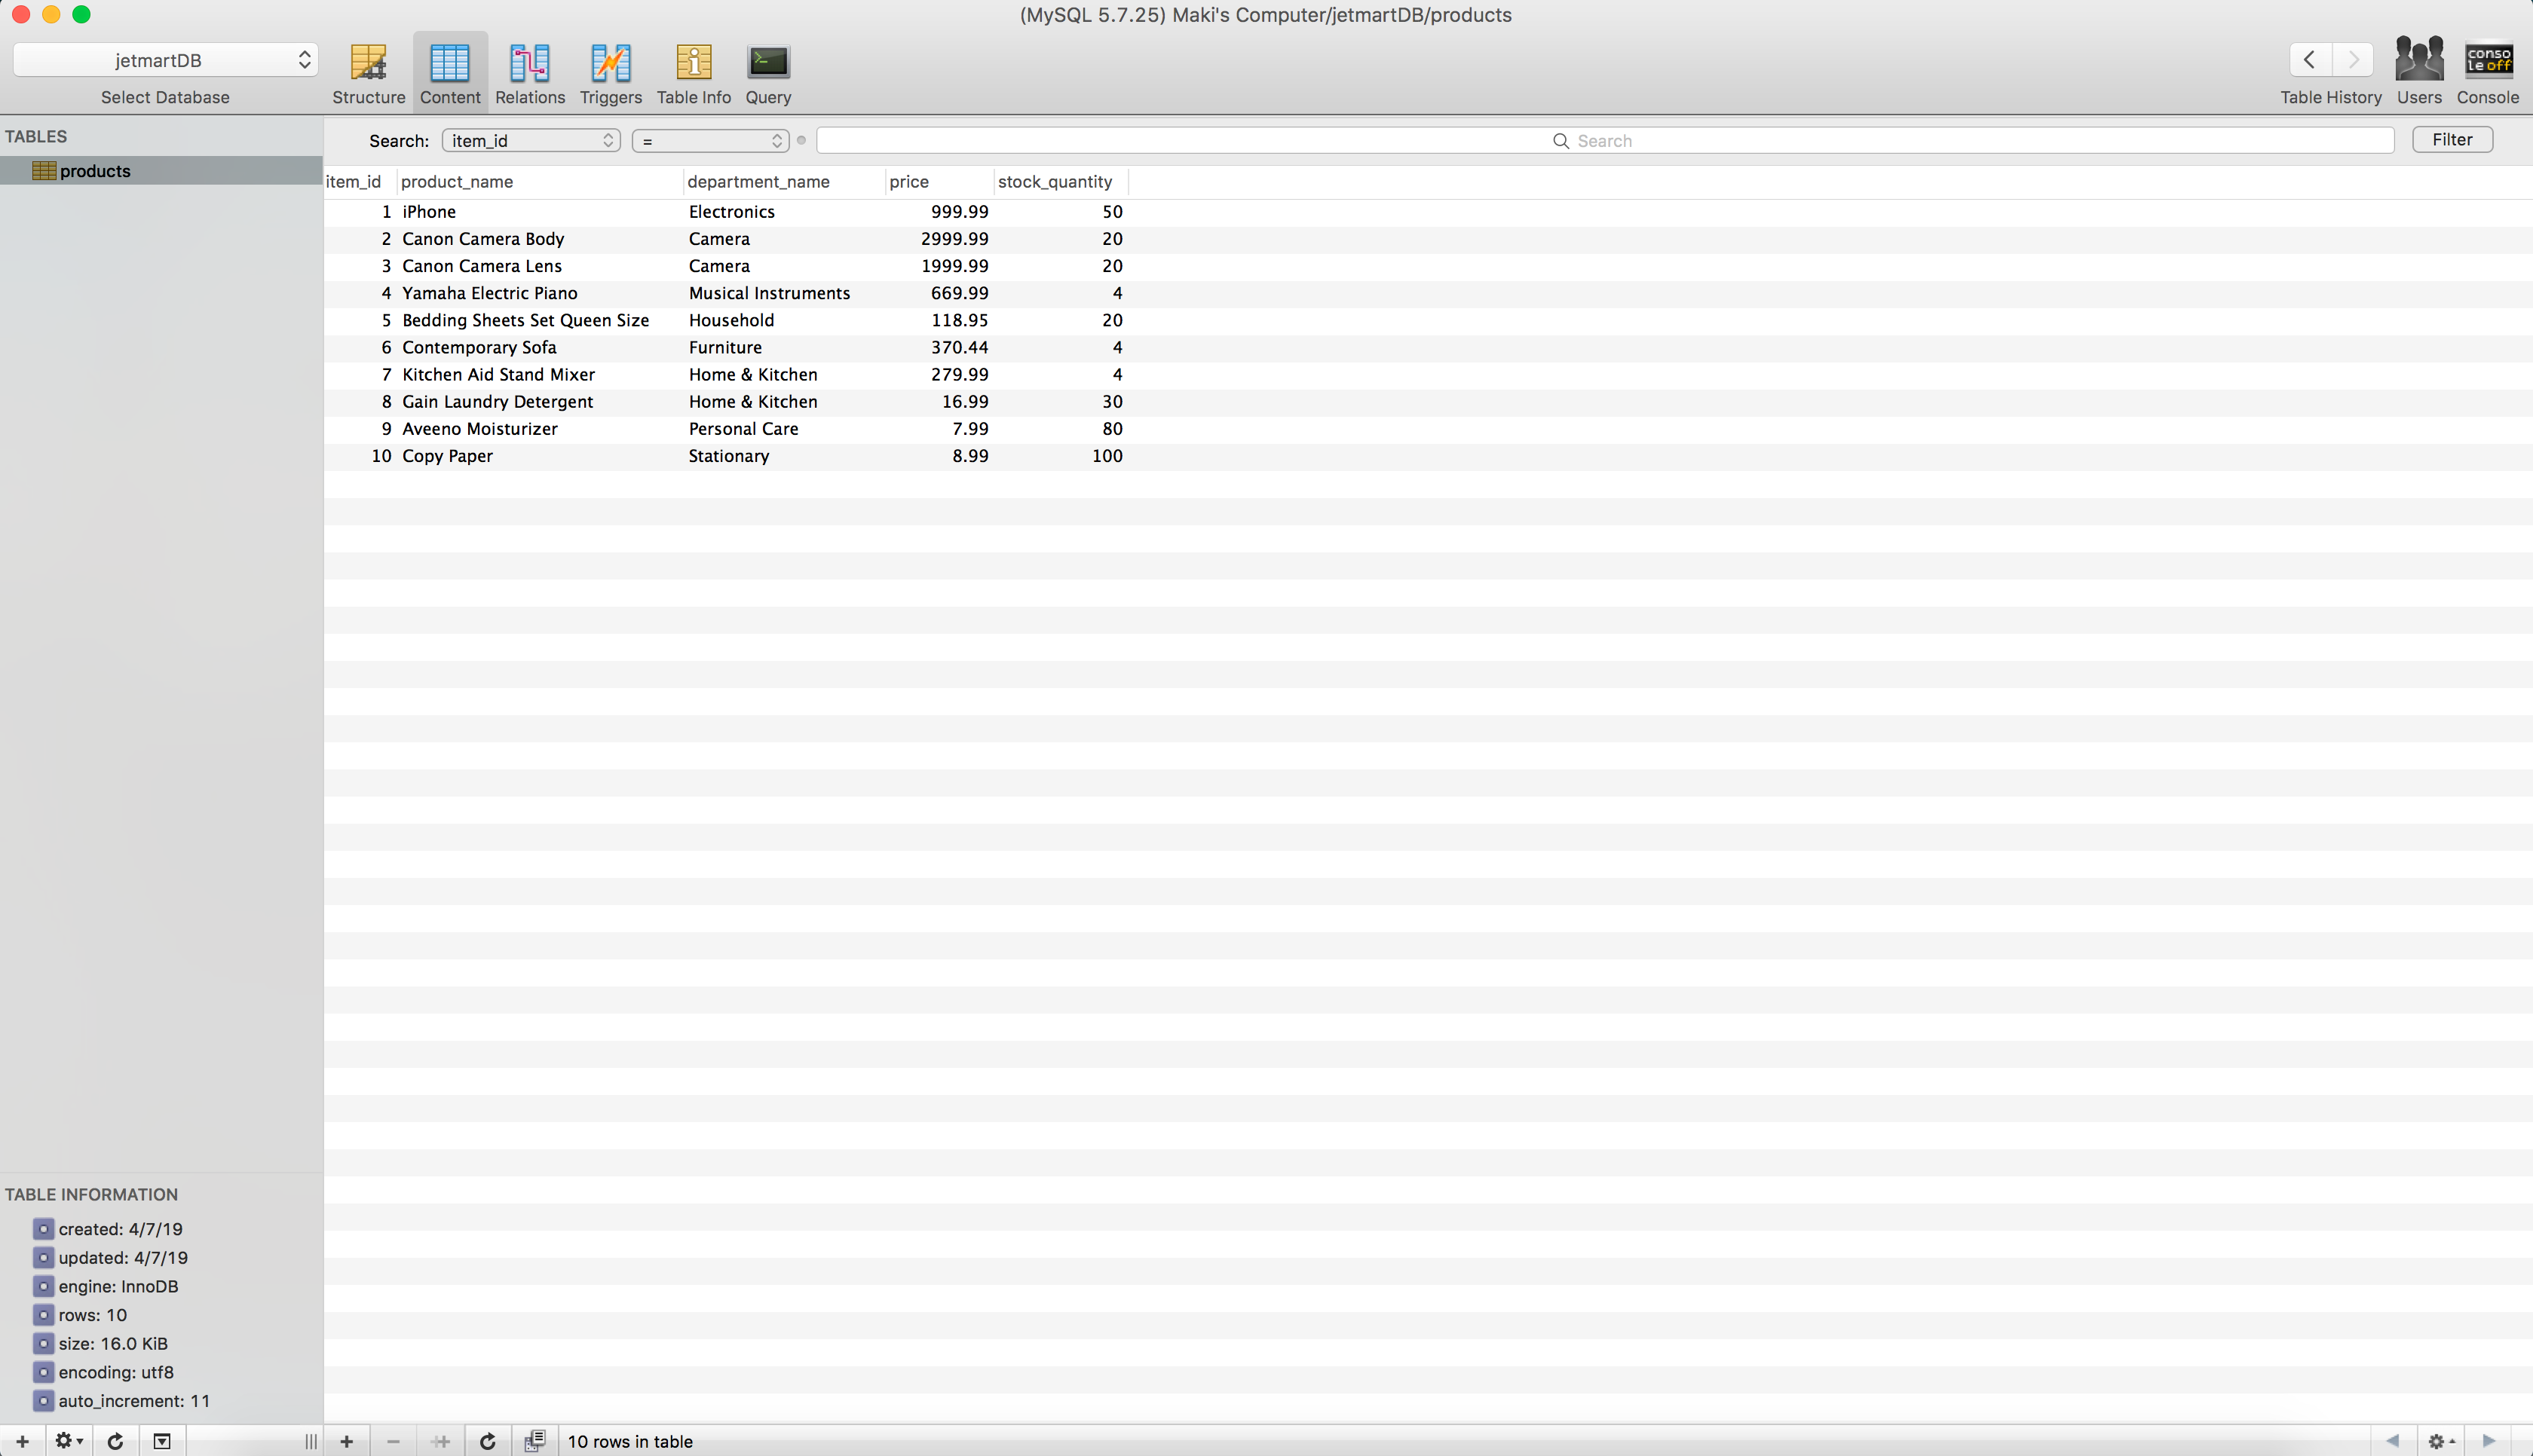 (MySQL 5.7.25) Maki's Computer/jetmartDB/products
jetmartDB
Select Database
Structure
Content
Relations
Triggers
Table Info
Query
Table History
Users
conso
le off
Console
TABLES
products
Search: item_id = Search Filter
item_id product_name department_name price stock_quantity
1 iPhone Electronics 999.99 50
2 Canon Camera Body Camera 2999.99 20
3 Canon Camera Lens Camera 1999.99 20
4 Yamaha Electric Piano Musical Instruments 669.99 4
5 Bedding Sheets Set Queen Size Household 118.95 20
6 Contemporary Sofa Furniture 370.44 4
7 Kitchen Aid Stand Mixer Home & Kitchen 279.99 4
8 Gain Laundry Detergent Home & Kitchen 16.99 30
9 Aveeno Moisturizer Personal Care 7.99 80
10 Copy Paper Stationary 8.99 100
TABLE INFORMATION
created: 4/7/19
updated: 4/7/19
engine: InnoDB
rows: 10
size: 16.0 KiB
encoding: utf8
auto_increment: 11
10 rows in table